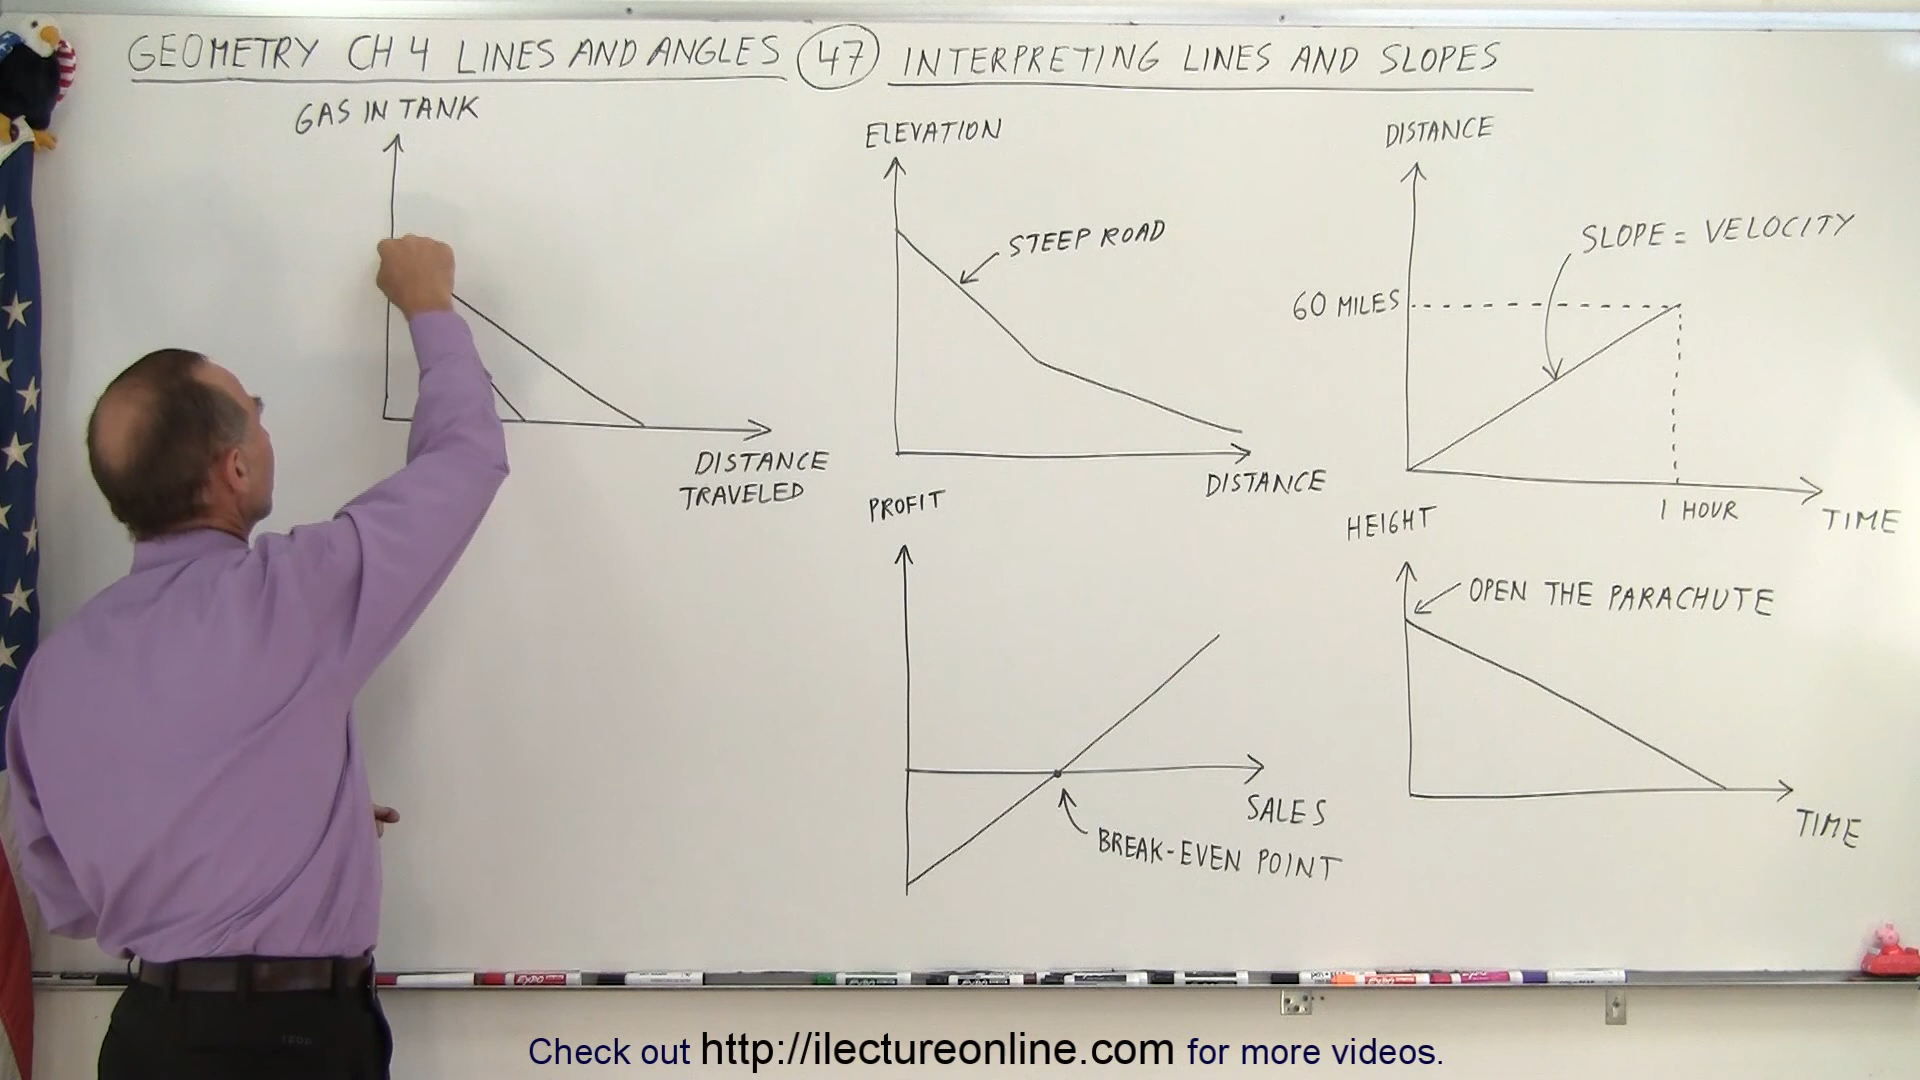 GEOMETRY CH 4 LINES AND ANGLES 47 INTERPRETING LINES AND SLOPES
GAS IN TANK
DISTANCE
TRAVELED
ELEVATION
STEEP ROAD
DISTANCE
DISTANCE
SLOPE = VELOCITY
60 MILES
1 HOUR
TIME
PROFIT
SALES
BREAK-EVEN POINT
HEIGHT
OPEN THE PARACHUTE
TIME
EXPO
Check out http://ilectureonline.com for more videos.